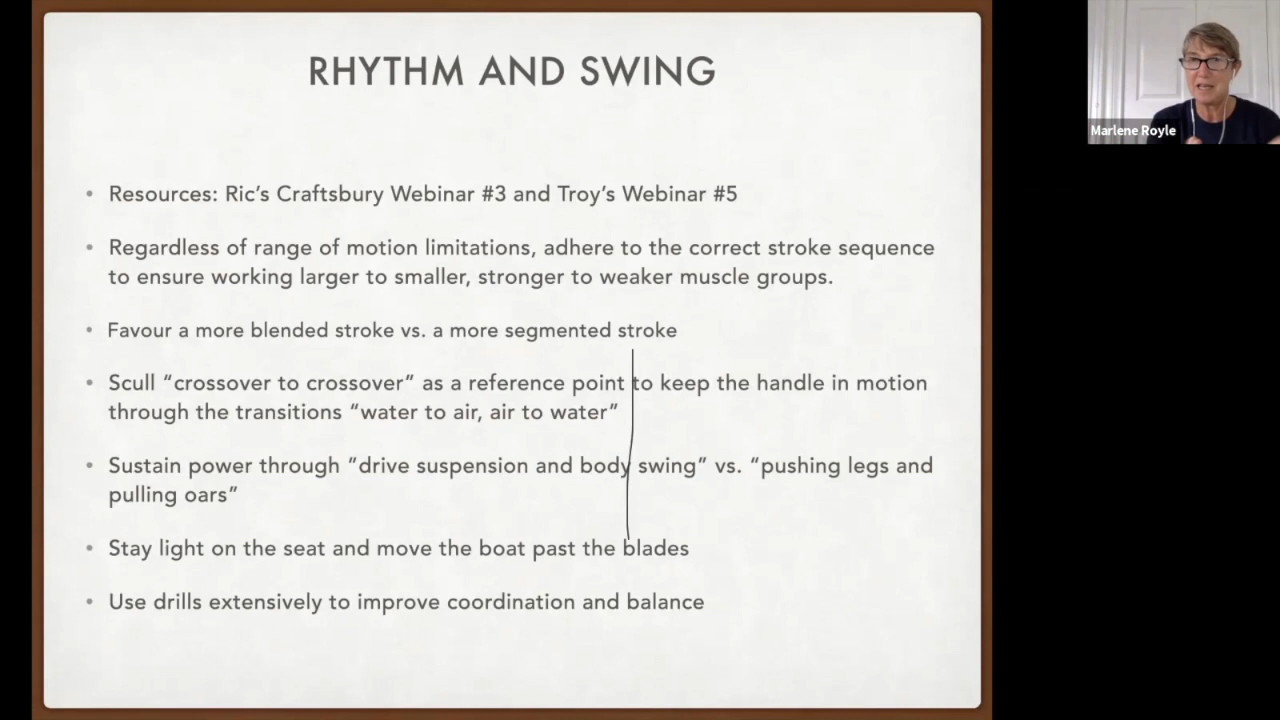 RHYTHM AND SWING
Marlene Royle
• Resources: Ric’s Craftsbury Webinar #3 and Troy’s Webinar #5
• Regardless of range of motion limitations, adhere to the correct stroke sequence
to ensure working larger to smaller, stronger to weaker muscle groups.
• Favour a more blended stroke vs. a more segmented stroke
• Scull “crossover to crossover” as a reference point to keep the handle in motion
through the transitions “water to air, air to water”
• Sustain power through “drive suspension and body swing” vs. “pushing legs and
pulling oars”
• Stay light on the seat and move the boat past the blades
• Use drills extensively to improve coordination and balance